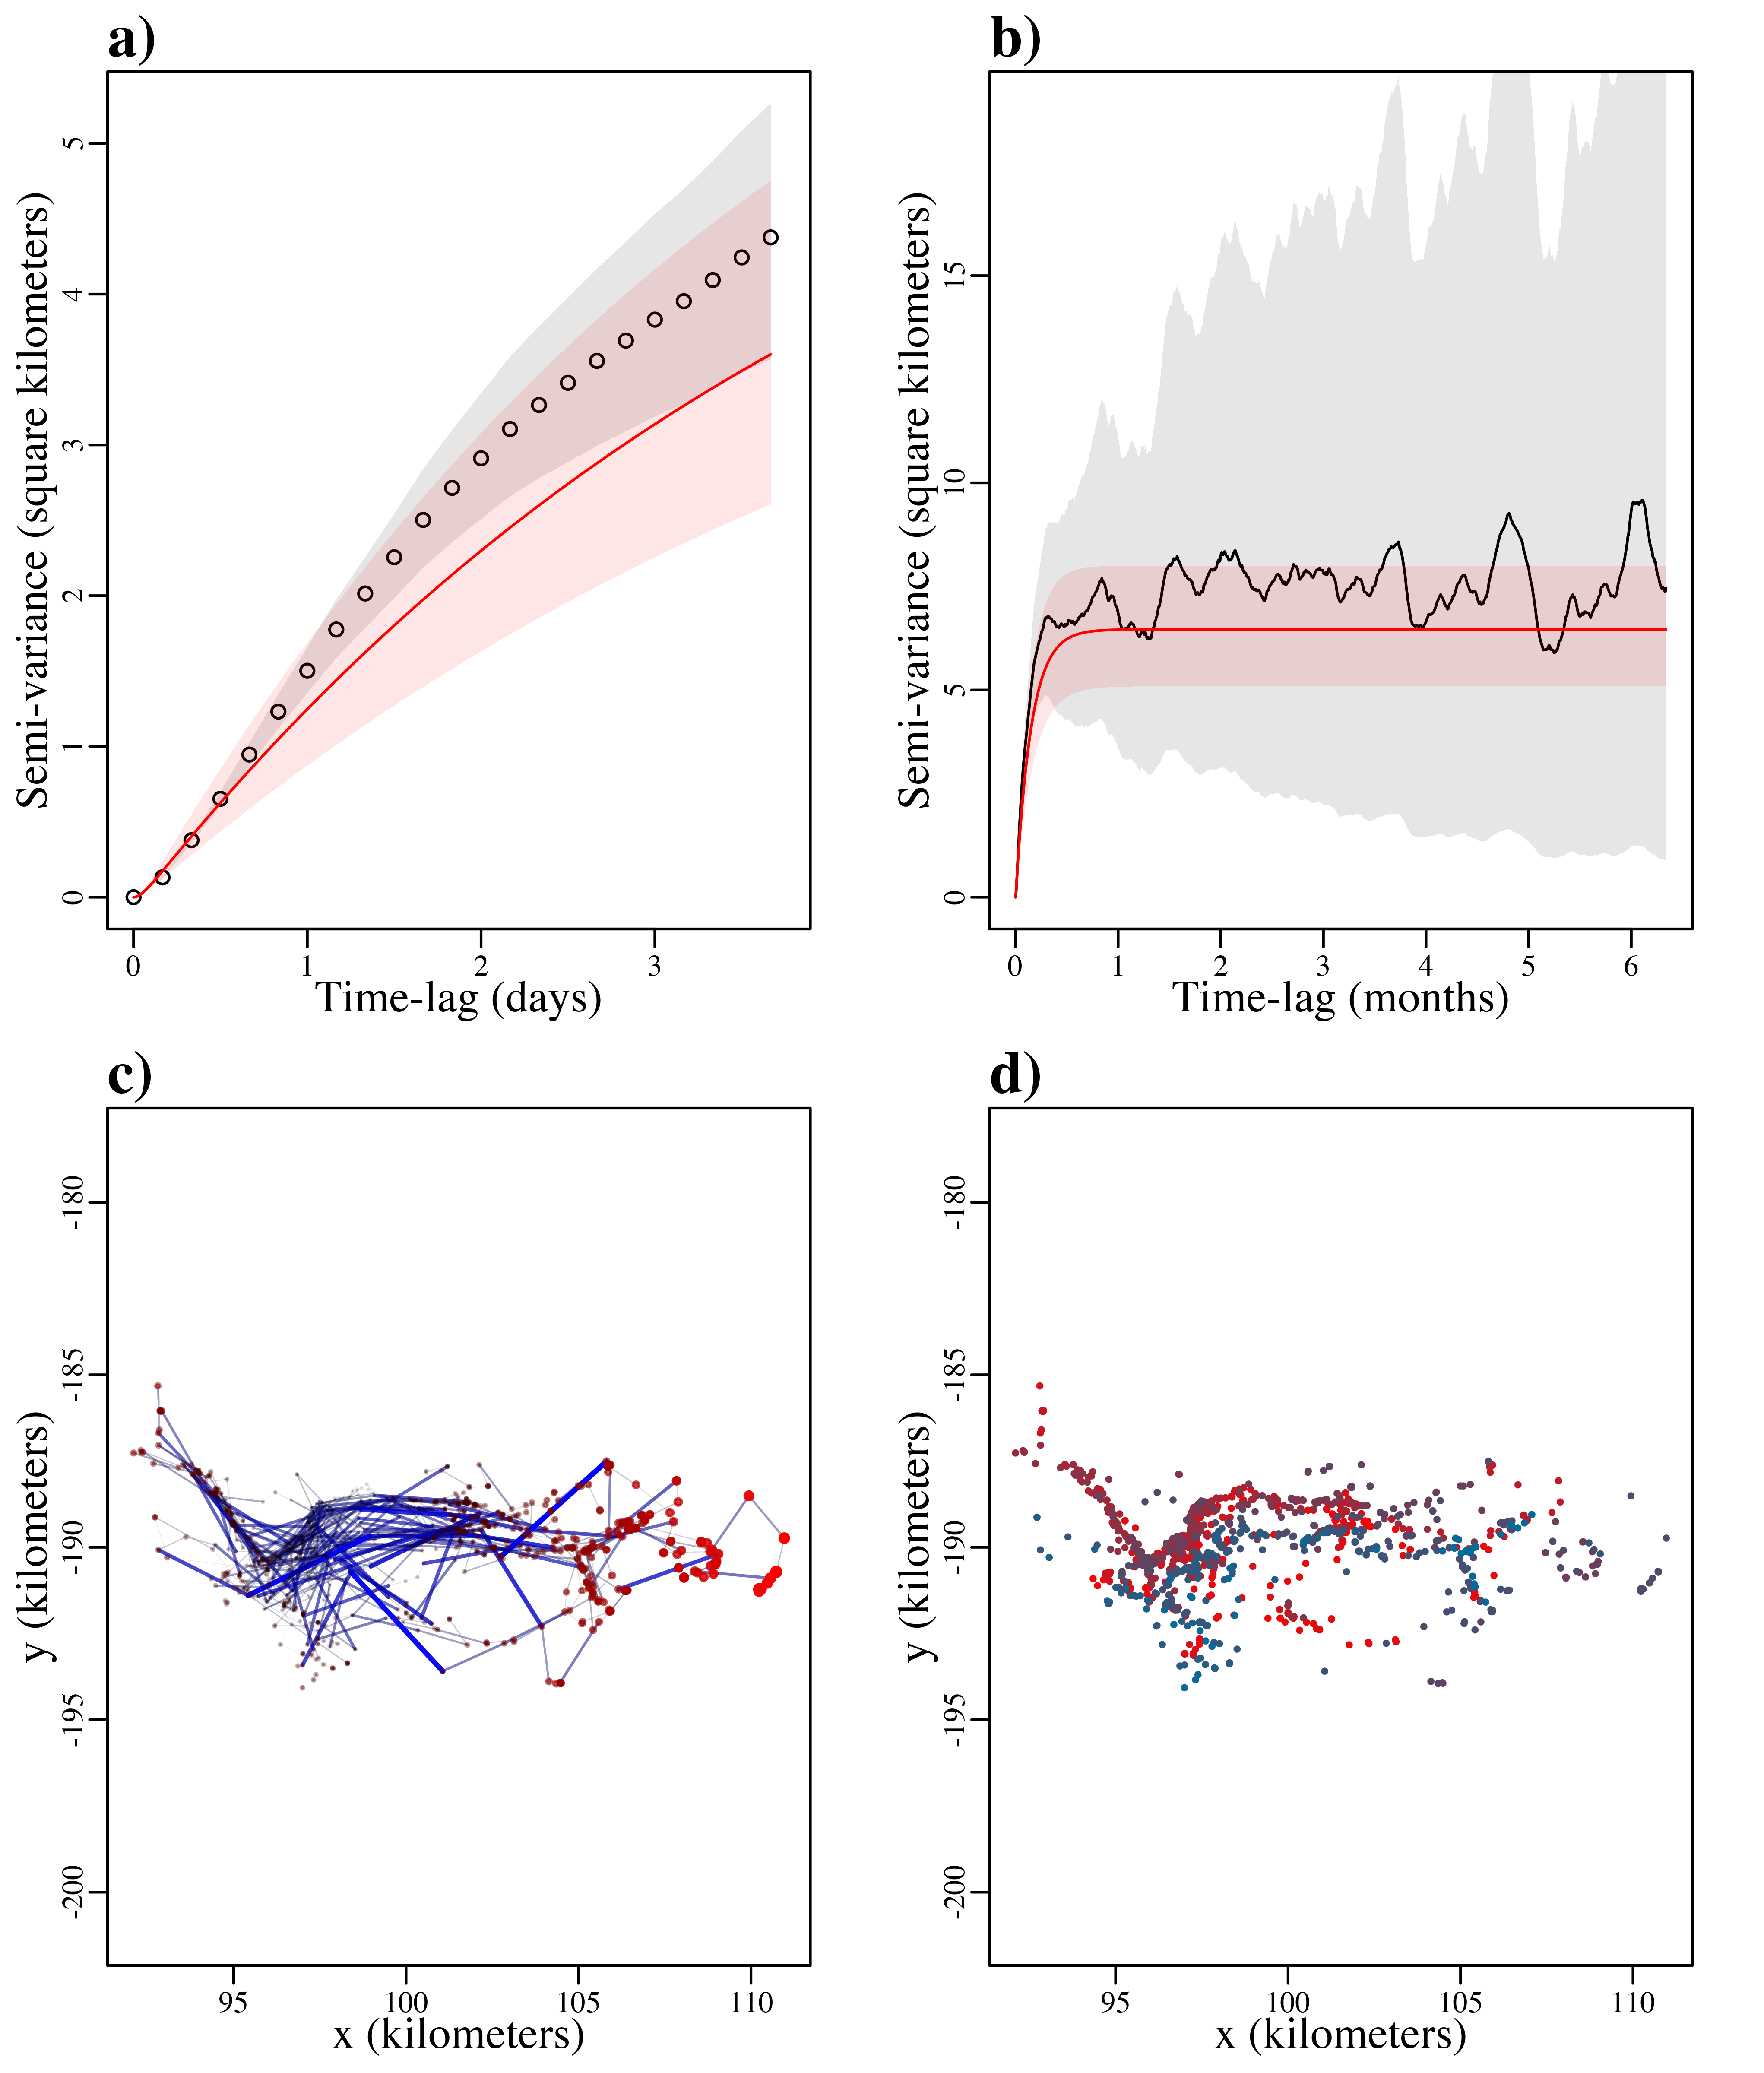 a)
Semi-variance (square kilometers)
5
4
3
2
1
0
0 1 2 3
Time-lag (days)
b)
Semi-variance (square kilometers)
15
10
5
0
0 1 2 3 4 5 6
Time-lag (months)
c)
y (kilometers)
-180
-185
-190
-195
-200
95 100 105 110
x (kilometers)
d)
y (kilometers)
-180
-185
-190
-195
-200
95 100 105 110
x (kilometers)